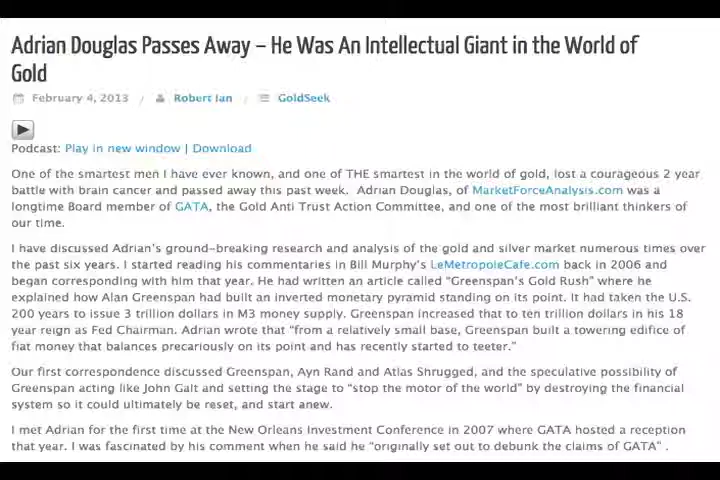 Adrian Douglas Passes Away – He Was An Intellectual Giant in the World of
Gold
February 4, 2013 / Robert Ian / GoldSeek
Podcast: Play in new window | Download
One of the smartest men I have ever known, and one of THE smartest in the world of gold, lost a courageous 2 year
battle with brain cancer and passed away this past week. Adrian Douglas, of MarketForceAnalysis.com was a
longtime Board member of GATA, the Gold Anti Trust Action Committee, and one of the most brilliant thinkers of
our time.
I have discussed Adrian's ground-breaking research and analysis of the gold and silver market numerous times over
the past six years. I started reading his commentaries in Bill Murphy's LeMetropoleCafe.com back in 2006 and
began corresponding with him that year. He had written an article called "Greenspan's Gold Rush" where he
explained how Alan Greenspan had built an inverted monetary pyramid standing on its point. It had taken the U.S.
200 years to issue 3 trillion dollars in M3 money supply. Greenspan increased that to ten trillion dollars in his 18
year reign as Fed Chairman. Adrian wrote that "from a relatively small base, Greenspan built a towering edifice of
fiat money that balances precariously on its point and has recently started to teeter."
Our first correspondence discussed Greenspan, Ayn Rand and Atlas Shrugged, and the speculative possibility of
Greenspan acting like John Galt and setting the stage to "stop the motor of the world" by destroying the financial
system so it could ultimately be reset, and start anew.
I met Adrian for the first time at the New Orleans Investment Conference in 2007 where GATA hosted a reception
that year. I was fascinated by his comment when he said he "originally set out to debunk the claims of GATA" .